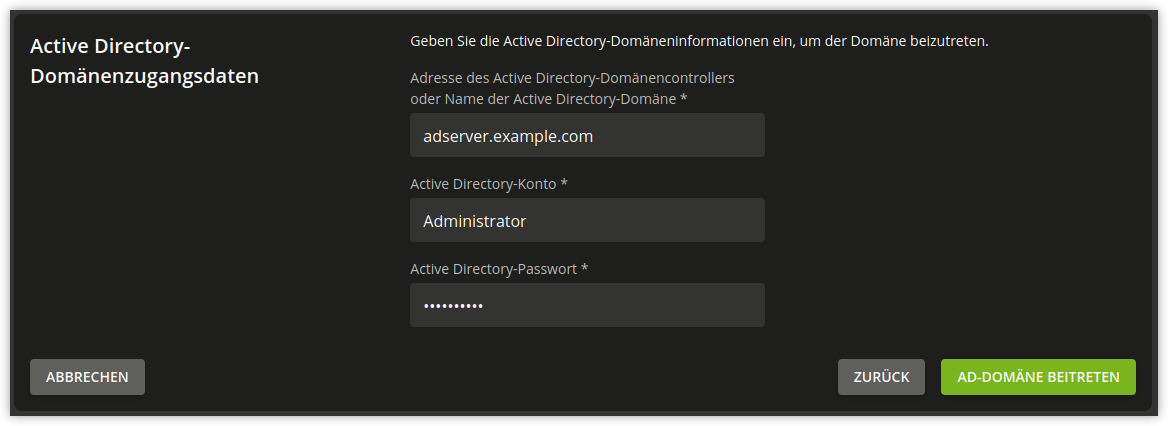 Active Directory-
Domänenzugangsdaten
Geben Sie die Active Directory-Domäneninformationen ein, um der Domäne beizutreten.
Adresse des Active Directory-Domänencontrollers
oder Name der Active Directory-Domäne *
adserver.example.com
Active Directory-Konto *
Administrator
Active Directory-Passwort *
••••••••••
ABBRECHEN
ZURÜCK
AD-DOMÄNE BEITRETEN